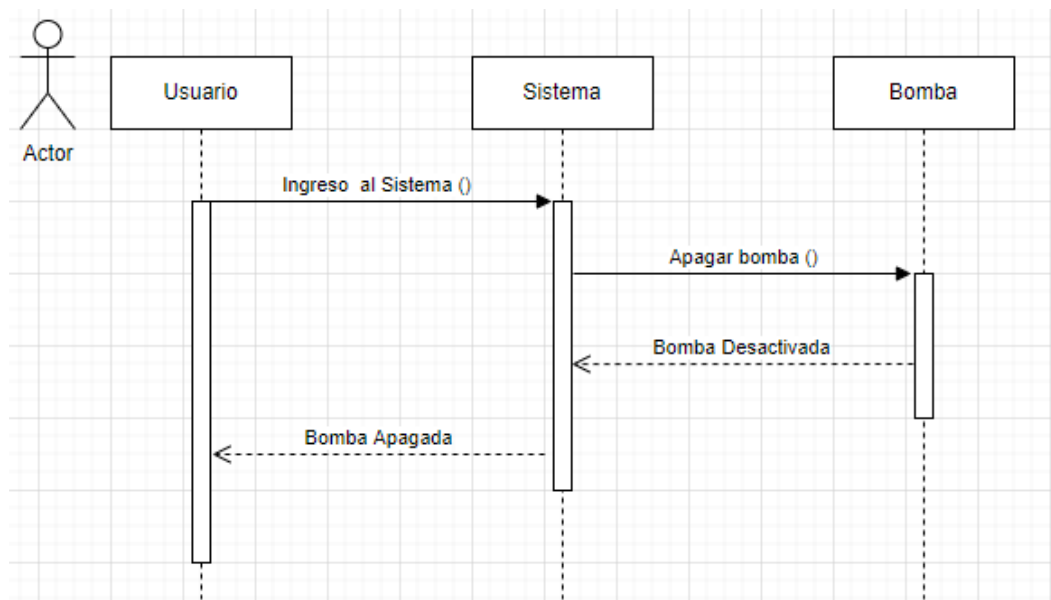 Usuario
Sistema
Bomba
Actor
Ingreso  al Sistema ()
Apagar bomba ()
Bomba Desactivada
Bomba Apagada